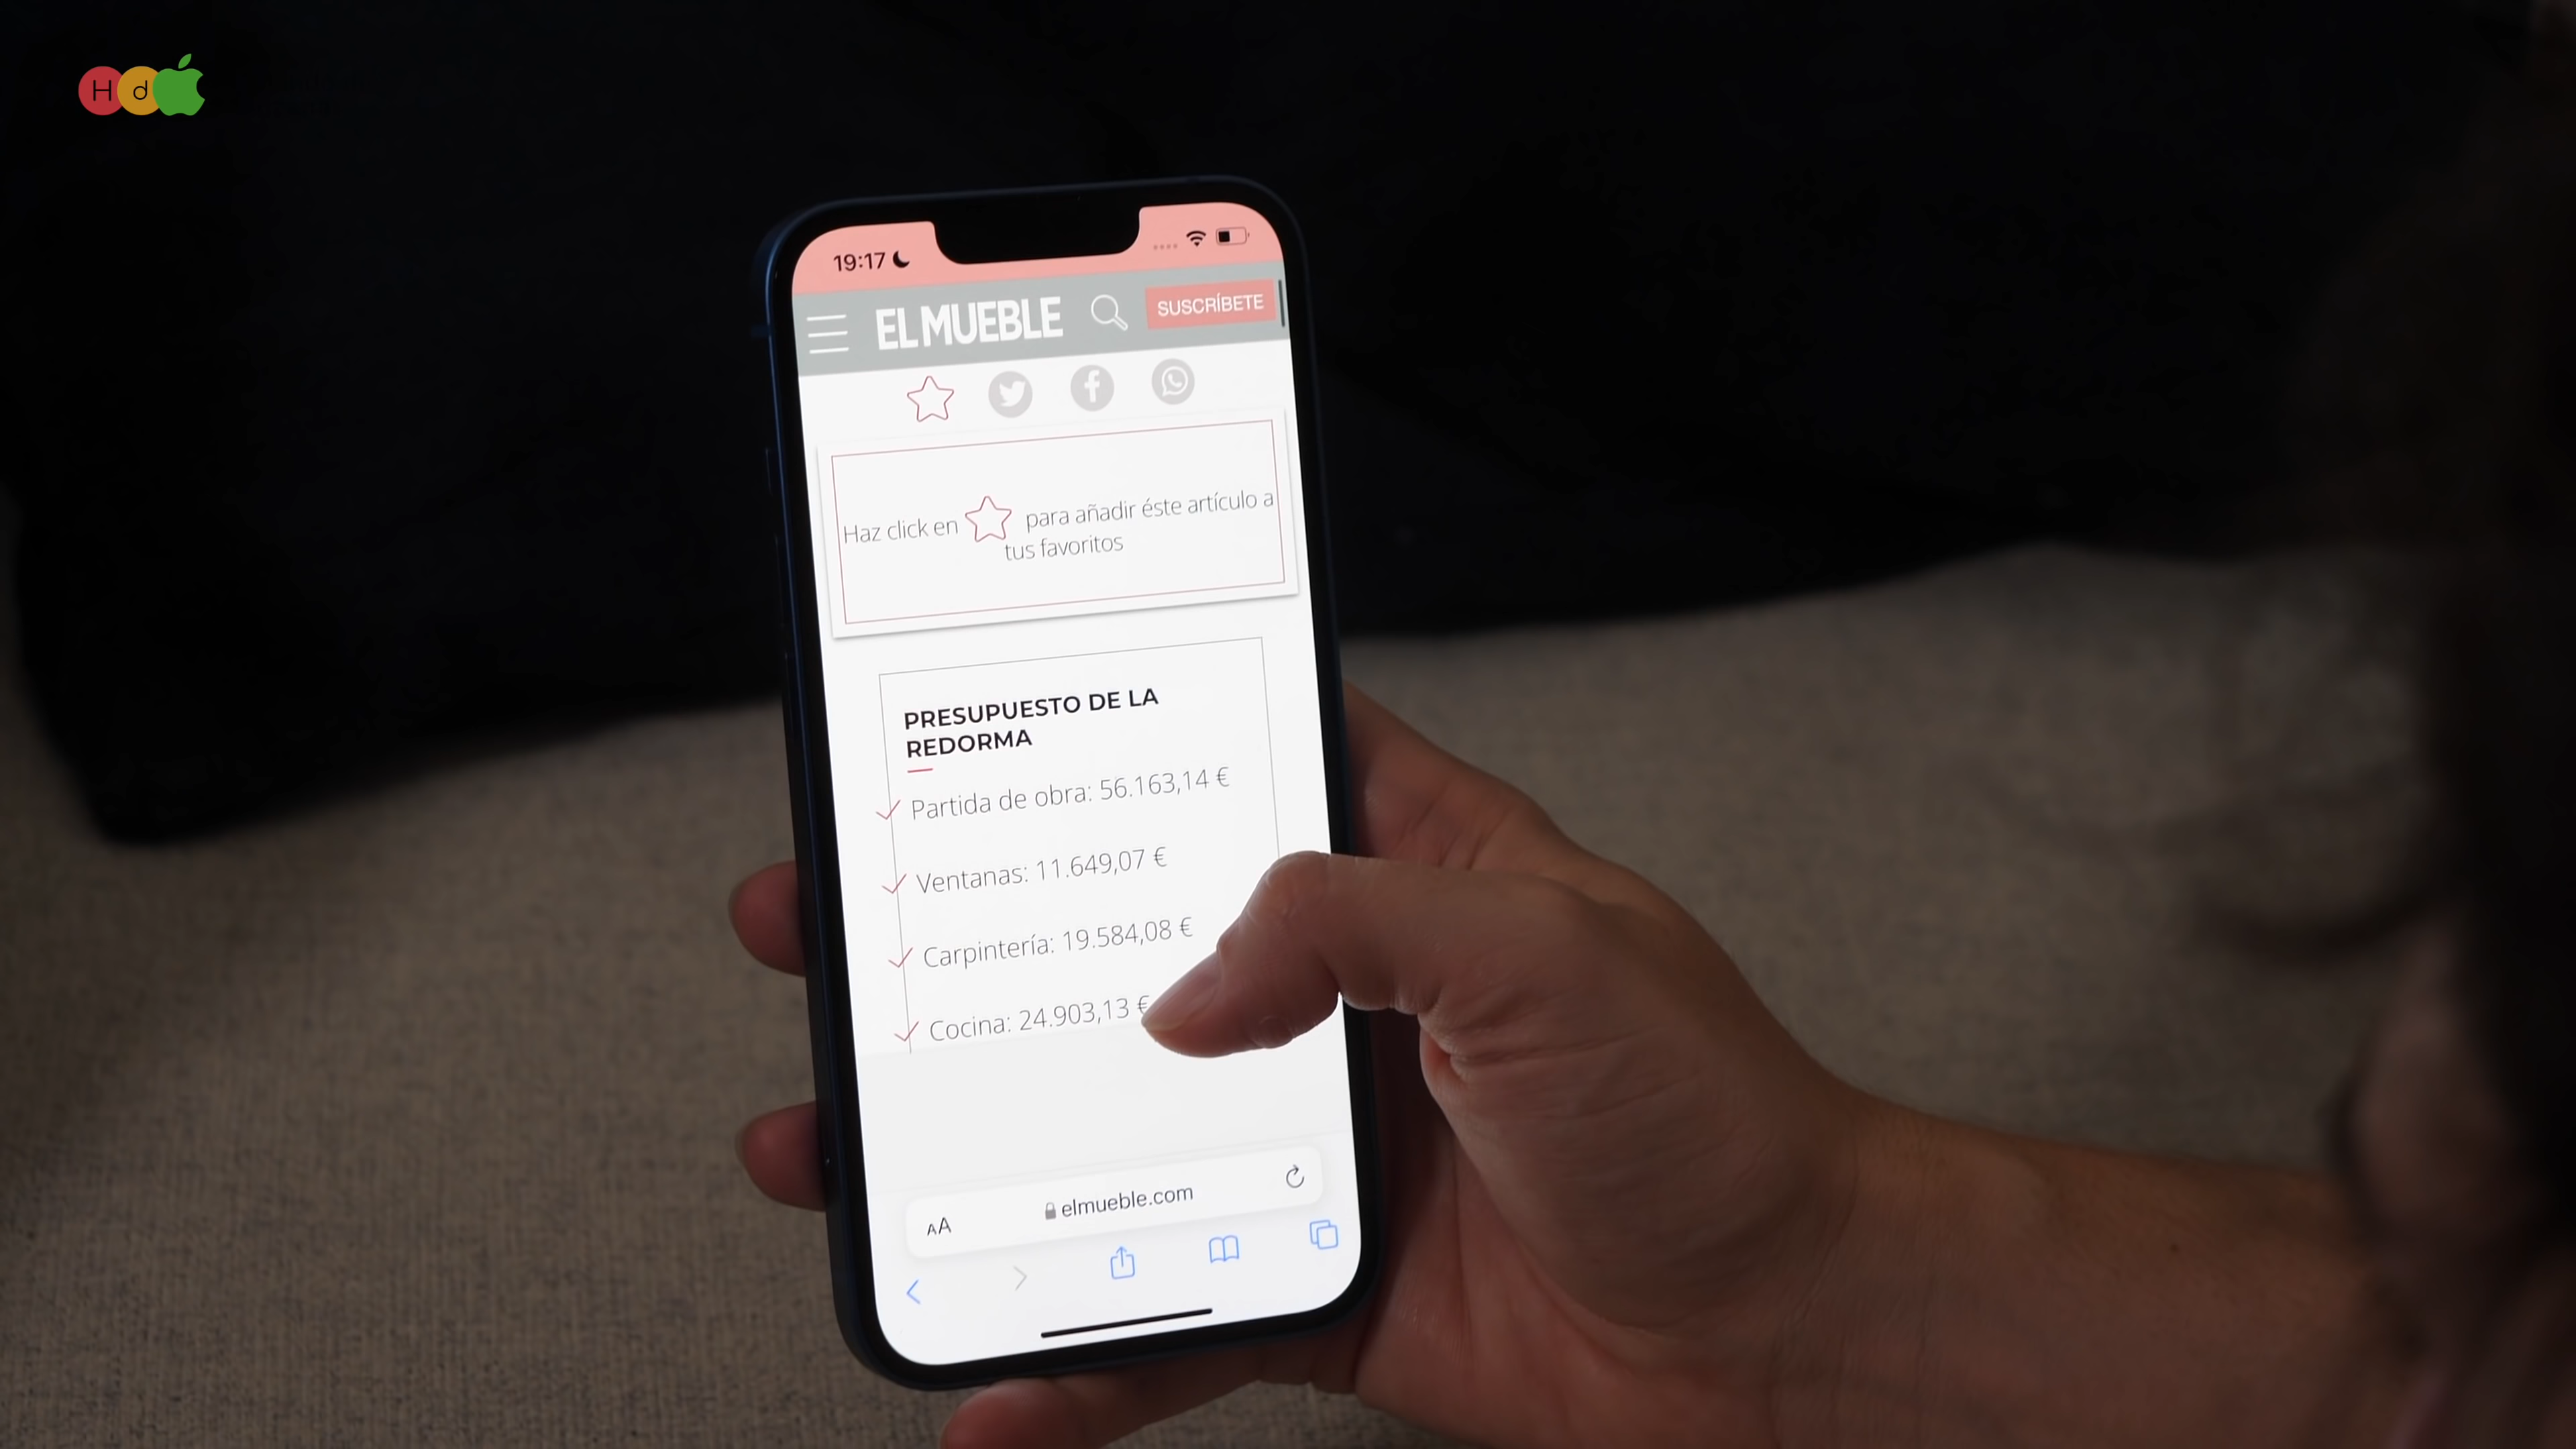 Hd
19:17
EL MUEBLE
SUSCRÍBETE
Haz click en para añadir éste artículo a
tus favoritos
PRESUPUESTO DE LA
REDORMA
Partida de obra: 56.163,14 €
Ventanas: 11.649,07 €
Carpintería: 19.584,08 €
Cocina: 24.903,13 €
AA elmueble.com